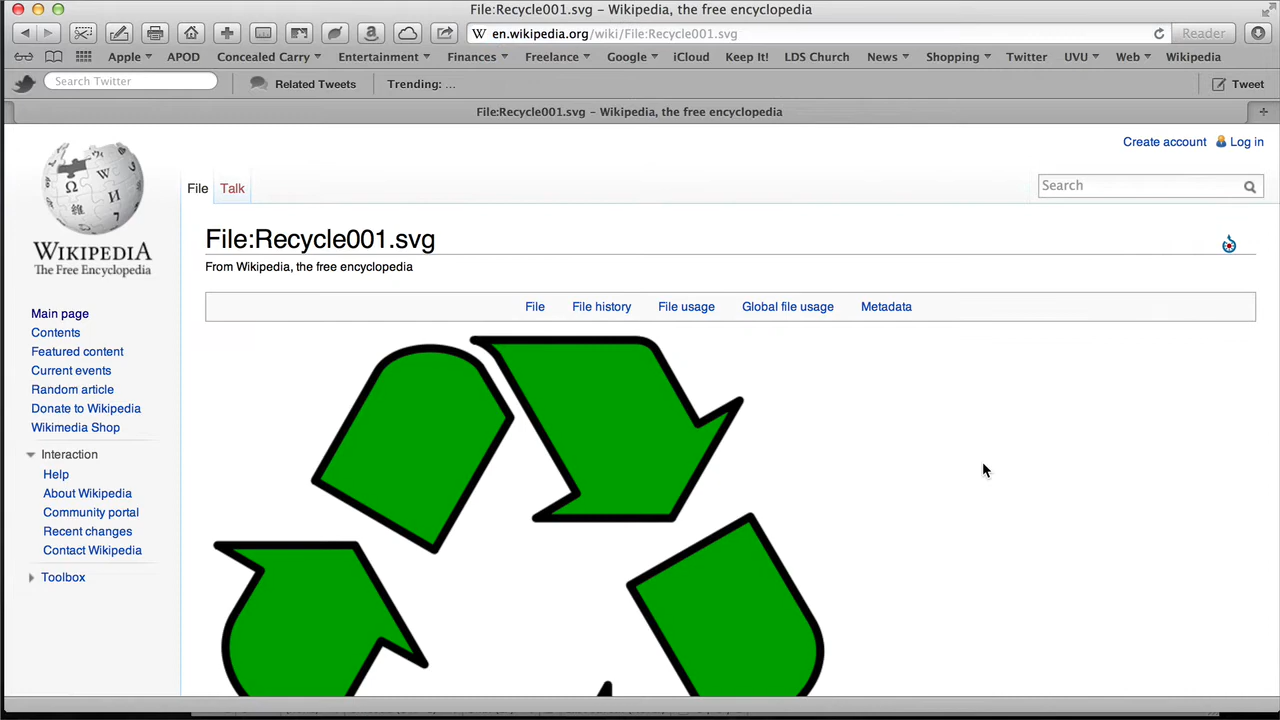 File:Recycle001.svg – Wikipedia, the free encyclopedia
en.wikipedia.org/wiki/File:Recycle001.svg
Reader
Apple APOD Concealed Carry Entertainment Finances Freelance Google iCloud Keep It! LDS Church News Shopping Twitter UVU Web Wikipedia
Search Twitter Related Tweets Trending: ... Tweet
File:Recycle001.svg – Wikipedia, the free encyclopedia
Create account Log in
File Talk
Search
WIKIPEDIA
The Free Encyclopedia
Main page
Contents
Featured content
Current events
Random article
Donate to Wikipedia
Wikimedia Shop
Interaction
Help
About Wikipedia
Community portal
Recent changes
Contact Wikipedia
Toolbox
File:Recycle001.svg
From Wikipedia, the free encyclopedia
File File history File usage Global file usage Metadata